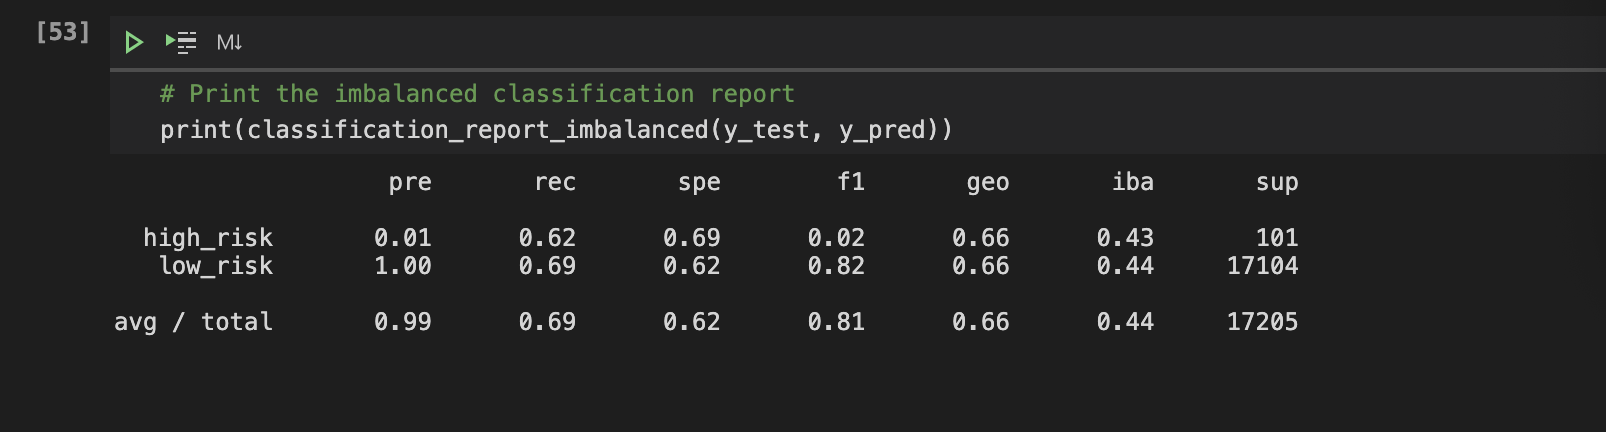 [53]
M↓
# Print the imbalanced classification report
print(classification_report_imbalanced(y_test, y_pred))
pre rec spe f1 geo iba sup
high_risk 0.01 0.62 0.69 0.02 0.66 0.43 101
low_risk 1.00 0.69 0.62 0.82 0.66 0.44 17104
avg / total 0.99 0.69 0.62 0.81 0.66 0.44 17205